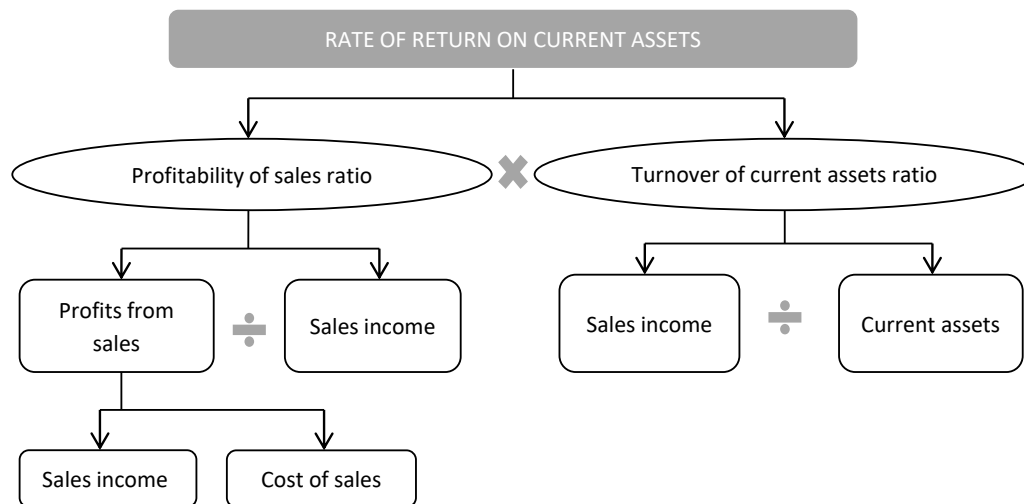 RATE OF RETURN ON CURRENT ASSETS
Profitability of sales ratio
Turnover of current assets ratio
Profits from
sales
Sales income
Sales income
Current assets
Sales income
Cost of sales